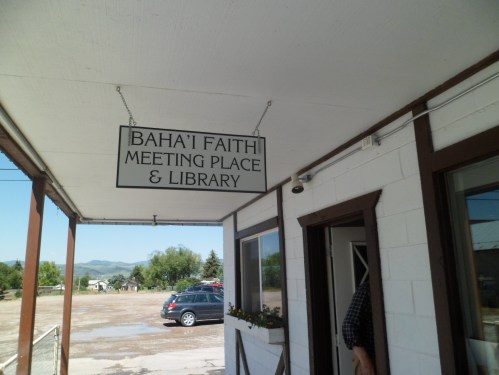 BAHA'I FAITH
MEETING PLACE
& LIBRARY